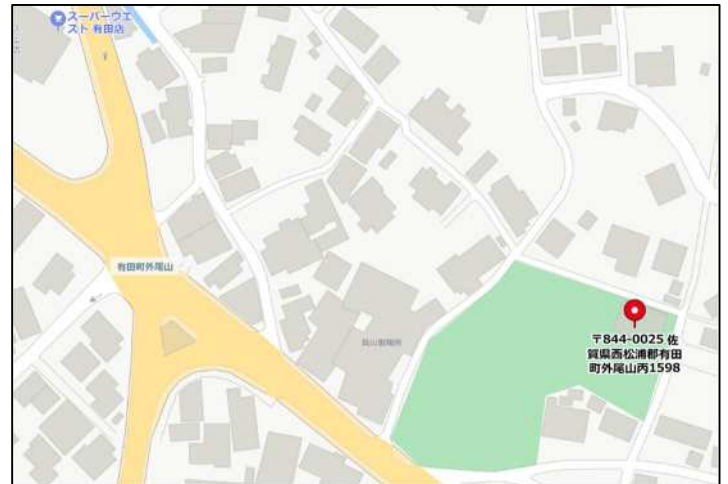 スーパーウエ
スト 有田店
有田町外尾山
〒844-0025 佐
賀県西松浦郡有田
町外尾山丙1598